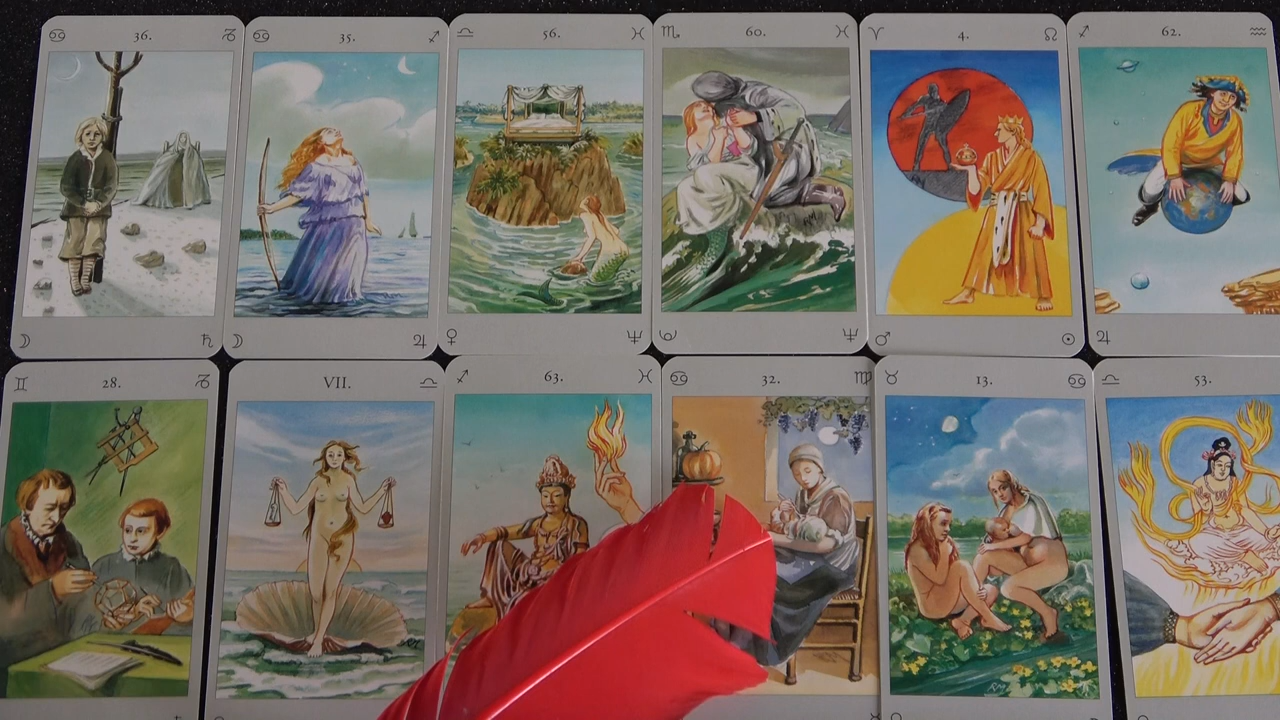 ♋ 36. ♑
♋ 35. ♐
♎ 56. ♓
♏ 60. ♓
♈ 4. ♌
♐ 62. ♒
☽ ♄
☽ ♃
♀ ♆
♆
♂ ☉
♃
♊ 28. ♑
VII. ♎
♐ 63. ♓
♋ 32. ♍
♉ 13. ♋
♎ 53.